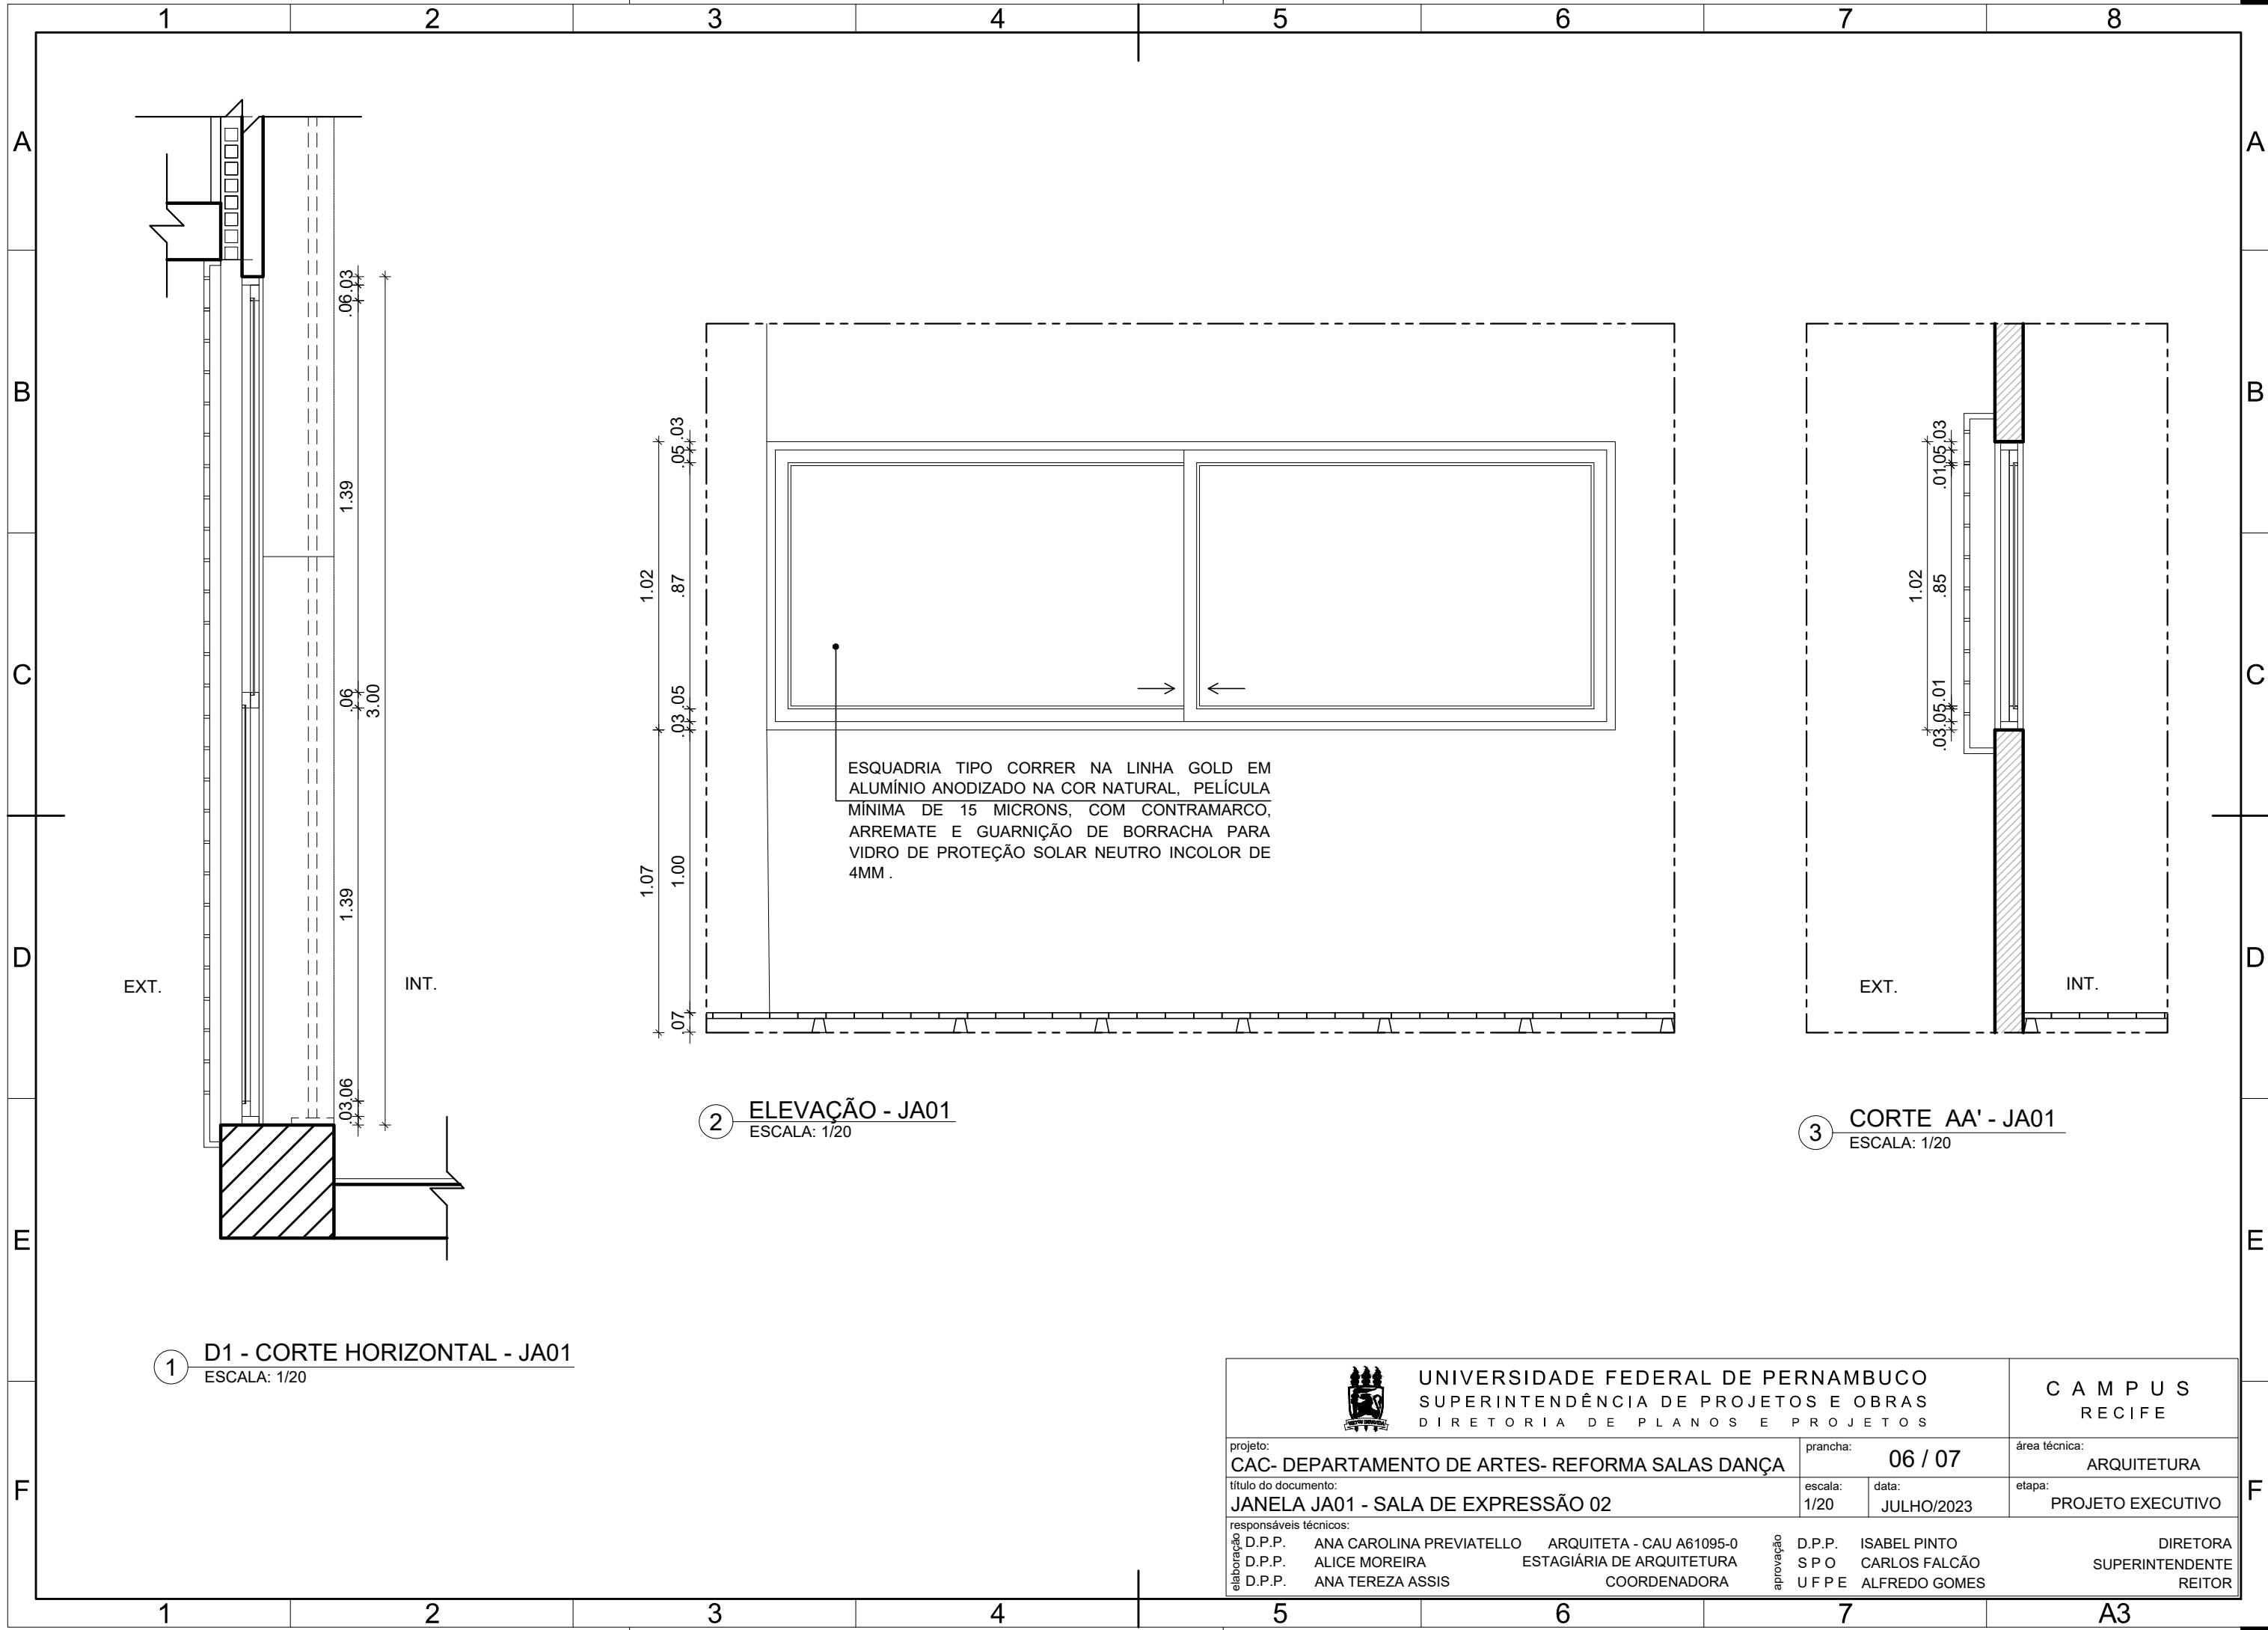 1 2 3 4 5 6 7 8
A A
B B
C C
D D
E E
F F
.03
.06
1.39
.06
3.00
1.39
.06
.03
EXT.
INT.
1 D1 - CORTE HORIZONTAL - JA01
ESCALA: 1/20
.03
.05
1.02
.87
.05
.03
1.07
1.00
.07
ESQUADRIA TIPO CORRER NA LINHA GOLD EM
ALUMÍNIO ANODIZADO NA COR NATURAL, PELÍCULA
MÍNIMA DE 15 MICRONS, COM CONTRAMARCO,
ARREMATE E GUARNIÇÃO DE BORRACHA PARA
VIDRO DE PROTEÇÃO SOLAR NEUTRO INCOLOR DE
4MM .
2 ELEVAÇÃO - JA01
ESCALA: 1/20
.03
.05
.01
1.02
.85
.01
.05
.03
EXT.
INT.
3 CORTE AA' - JA01
ESCALA: 1/20
UNIVERSIDADE FEDERAL DE PERNAMBUCO
SUPERINTENDÊNCIA DE PROJETOS E OBRAS
DIRETORIA DE PLANOS E PROJETOS
CAMPUS
RECIFE
projeto:
CAC- DEPARTAMENTO DE ARTES- REFORMA SALAS DANÇA
prancha:
06 / 07
área técnica:
ARQUITETURA
título do documento:
JANELA JA01 - SALA DE EXPRESSÃO 02
escala:
1/20
data:
JULHO/2023
etapa:
PROJETO EXECUTIVO
responsáveis técnicos:
elaboração
D.P.P. ANA CAROLINA PREVIATELLO ARQUITETA - CAU A61095-0
D.P.P. ALICE MOREIRA ESTAGIÁRIA DE ARQUITETURA
D.P.P. ANA TEREZA ASSIS COORDENADORA
aprovação
D.P.P. ISABEL PINTO DIRETORA
S P O CARLOS FALCÃO SUPERINTENDENTE
U F P E ALFREDO GOMES REITOR
1 2 3 4 5 6 7 A3